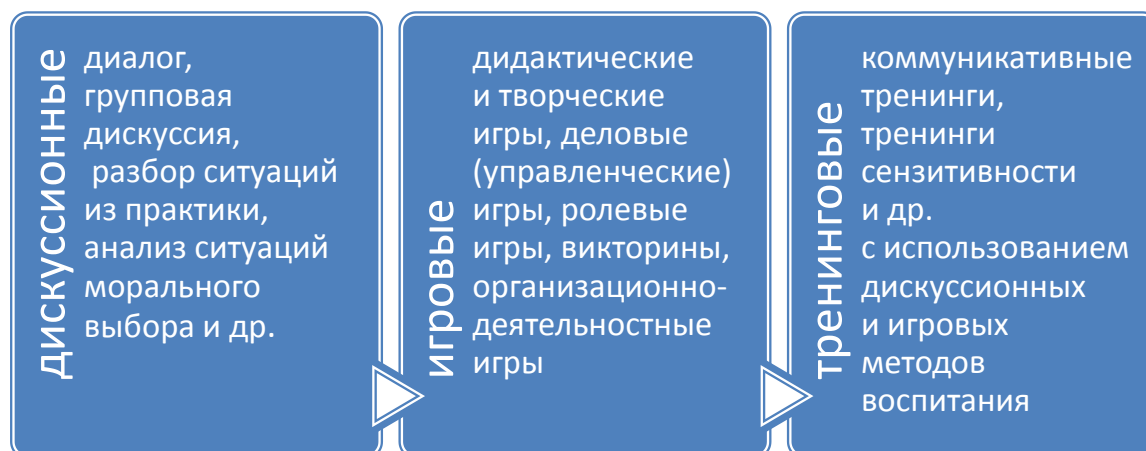 дискуссионные
диалог,
групповая
дискуссия,
разбор ситуаций
из практики,
анализ ситуаций
морального
выбора и др.
игровые
дидактические
и творческие
игры, деловые
(управленческие)
игры, ролевые
игры, викторины,
организационно-
деятельностные
игры
тренинговые
коммуникативные
тренинги,
тренинги
сензитивности
и др.
с использованием
дискуссионных
и игровых
методов
воспитания